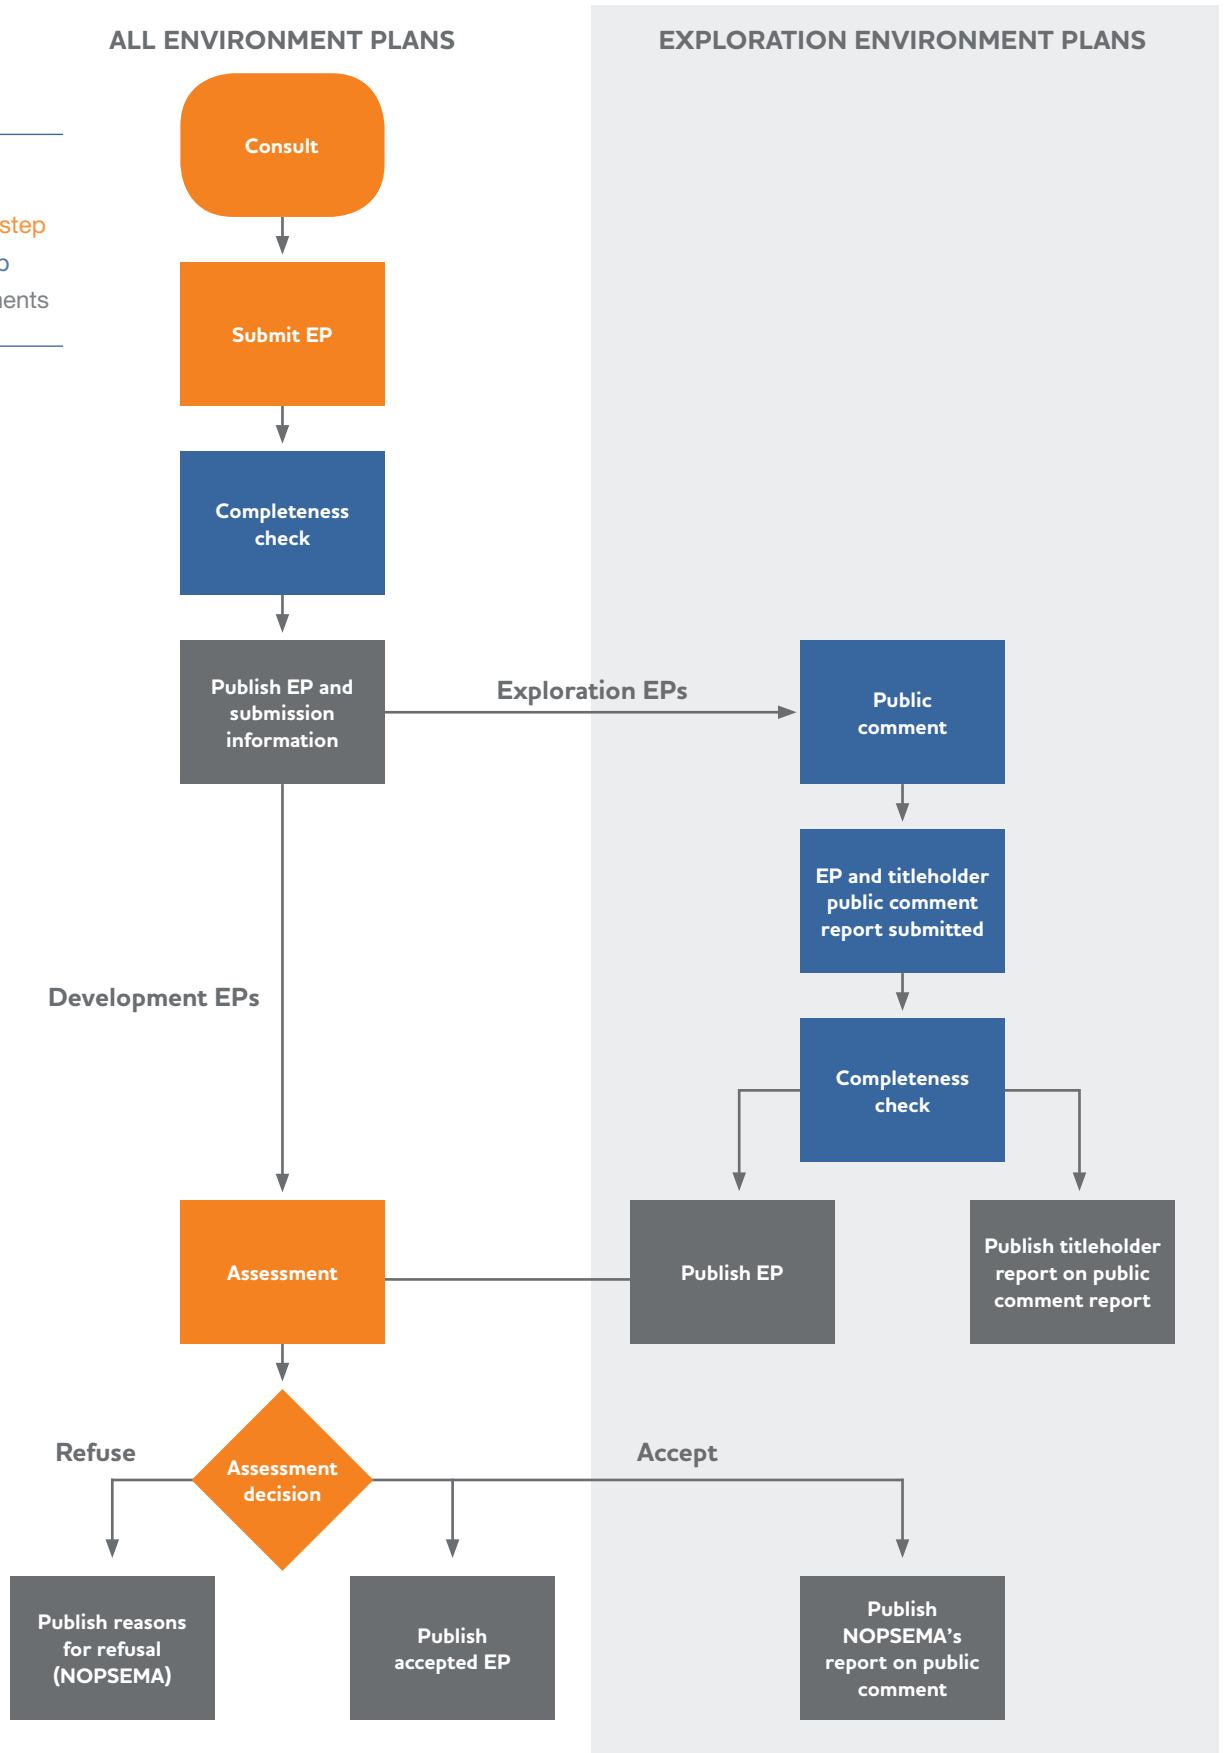 ALL ENVIRONMENT PLANS
EXPLORATION ENVIRONMENT PLANS
Consult
step
Submit EP
Completeness
check
Publish EP and
submission
information
Exploration EPs
Public
comment
EP and titleholder
public comment
report submitted
Development EPs
Completeness
check
Assessment
Publish EP
Publish titleholder
report on public
comment report
Refuse
Accept
Assessment
decision
Publish reasons
for refusal
(NOPSEMA)
Publish
accepted EP
Publish
NOPSEMA's
report on public
comment